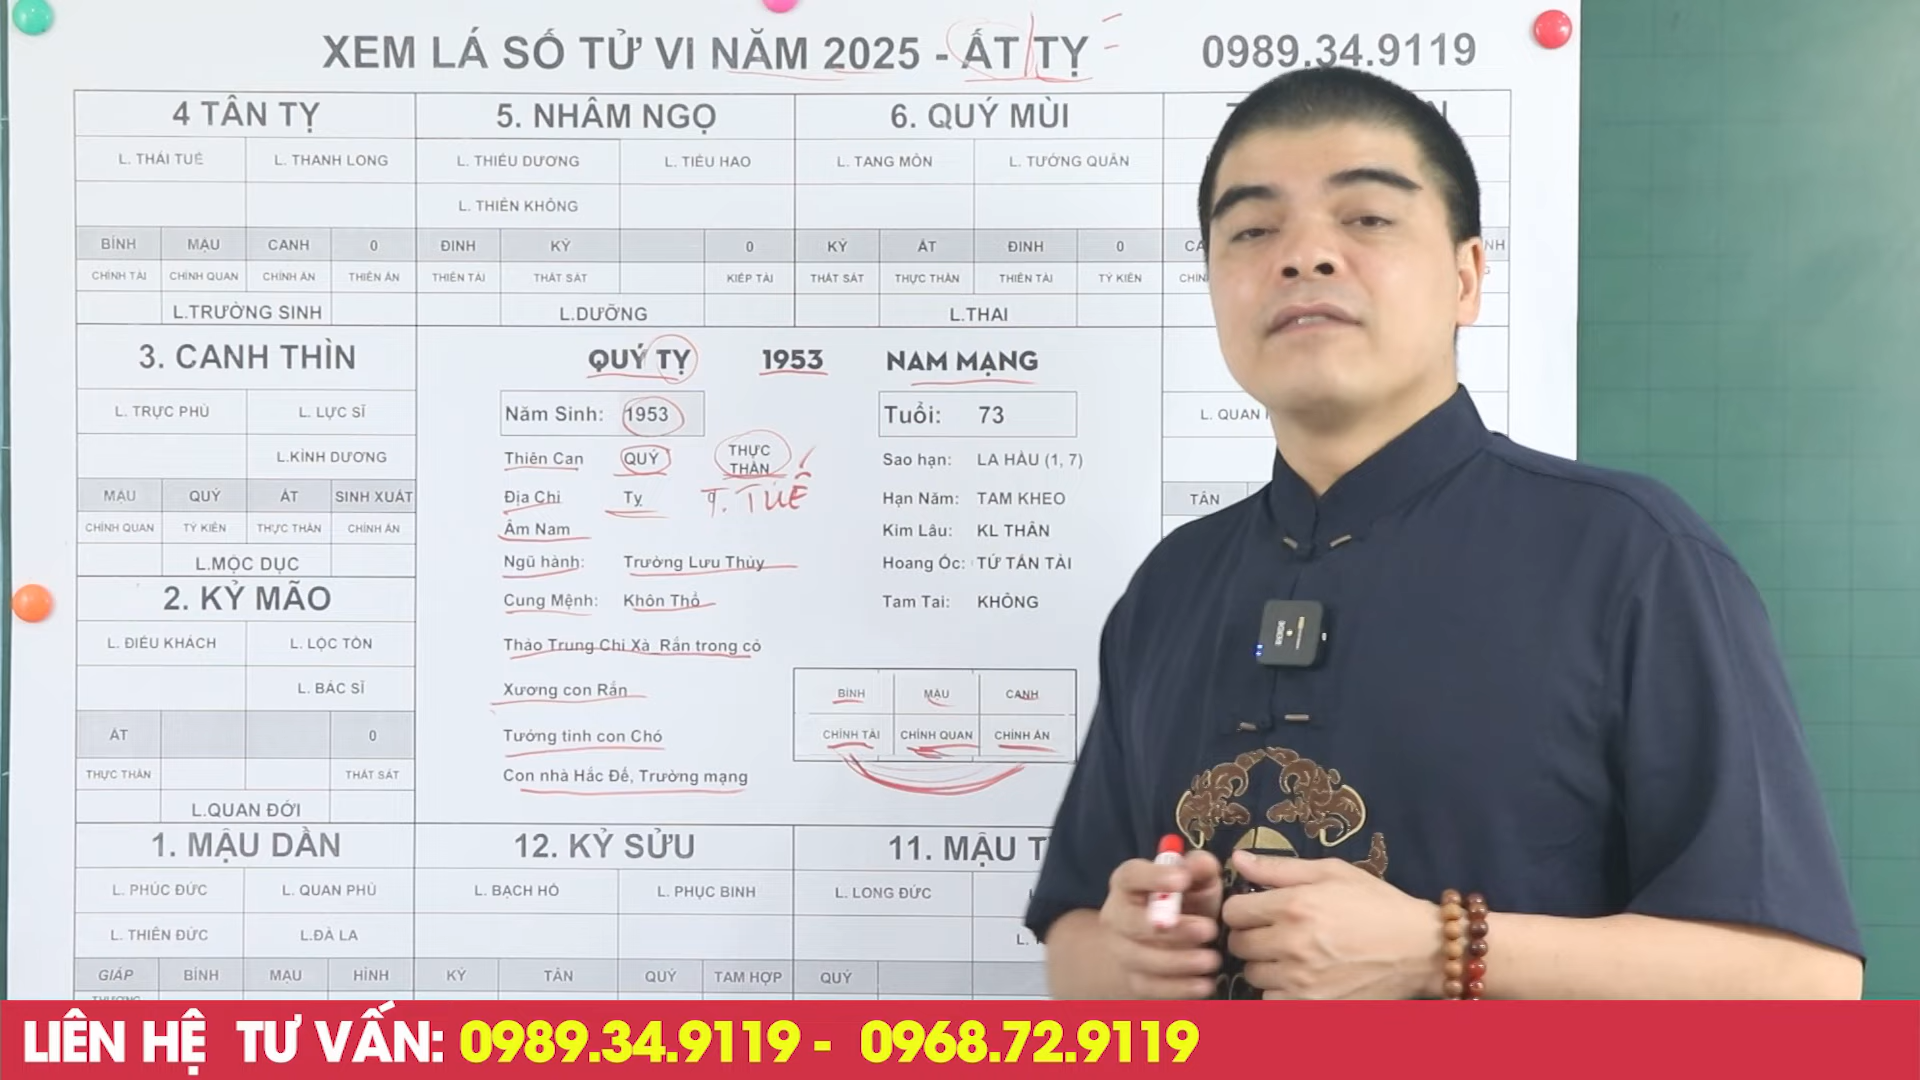 XEM LÁ SỐ TỬ VI NĂM 2025 - ẤT TỴ 0989.34.9119
4 TÂN TỴ 5. NHÂM NGỌ 6. QUÝ MÙI
L. THÁI TUẾ L. THANH LONG L. THIẾU DƯƠNG L. TIỂU HAO L. TANG MÔN L. TƯỚNG QUÂN
L. THIÊN KHÔNG
BÍNH MẬU CANH 0 ĐINH KỶ 0 KỶ ẤT ĐINH 0
CHÍNH TÀI CHÍNH QUAN CHÍNH ẤN THIÊN ẤN THIÊN TÀI THẤT SÁT KIẾP TÀI THẤT SÁT THỰC THẦN THIÊN TÀI TỶ KIÊN
L.TRƯỜNG SINH L.DƯỠNG L.THAI
3. CANH THÌN QUÝ TỴ 1953 NAM MẠNG
L. TRỰC PHÙ L. LỰC SĨ Năm Sinh: 1953 Tuổi: 73 L. QUAN
L.KÌNH DƯƠNG Thiên Can QUÝ THỰC THẦN Sao hạn: LA HẦU (1, 7)
MẬU QUÝ ẤT SINH XUẤT Địa Chi Tỵ T. TUẾ Hạn Năm: TAM KHEO TÂN
CHÍNH QUAN TỶ KIÊN THỰC THẦN CHÍNH ẤN Âm Nam Kim Lâu: KL THÂN
L.MỘC DỤC Ngũ hành: Trường Lưu Thủy Hoang Ốc: TỨ TẤN TÀI
2. KỶ MÃO Cung Mệnh: Khôn Thổ Tam Tai: KHÔNG
L. ĐIẾU KHÁCH L. LỘC TỒN Thảo Trung Chi Xà_Rắn trong cỏ
L. BÁC SĨ Xương con Rắn BÍNH MẬU CANH
ẤT 0 Tướng tinh con Chó CHÍNH TÀI CHÍNH QUAN CHÍNH ẤN
THỰC THẦN THẤT SÁT Con nhà Hắc Đế, Trường mạng
L.QUAN ĐỚI
1. MẬU DẦN 12. KỶ SỬU 11. MẬU
L. PHÚC ĐỨC L. QUAN PHỦ L. BẠCH HỔ L. PHỤC BINH L. LONG ĐỨC
L. THIÊN ĐỨC L.ĐÀ LA
GIÁP BÍNH MẬU HÌNH KỶ TÂN QUÝ TAM HỢP QUÝ
LIÊN HỆ TƯ VẤN: 0989.34.9119 - 0968.72.9119